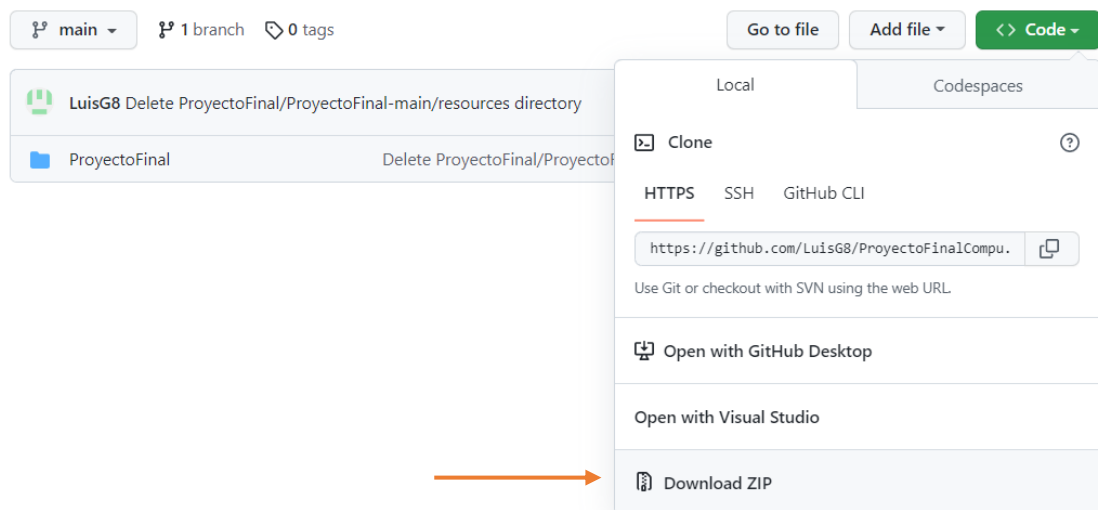 main 1 branch 0 tags Go to file Add file Code
Local Codespaces
LuisG8 Delete ProyectoFinal/ProyectoFinal-main/resources directory
Clone
ProyectoFinal Delete ProyectoFinal/Proyecto
HTTPS SSH GitHub CLI
https://github.com/LuisG8/ProyectoFinalCompu.
Use Git or checkout with SVN using the web URL.
Open with GitHub Desktop
Open with Visual Studio
Download ZIP